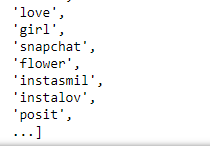 'love',
'girl',
'snapchat',
'flower',
'instasmil',
'instalov',
'posit',
...]